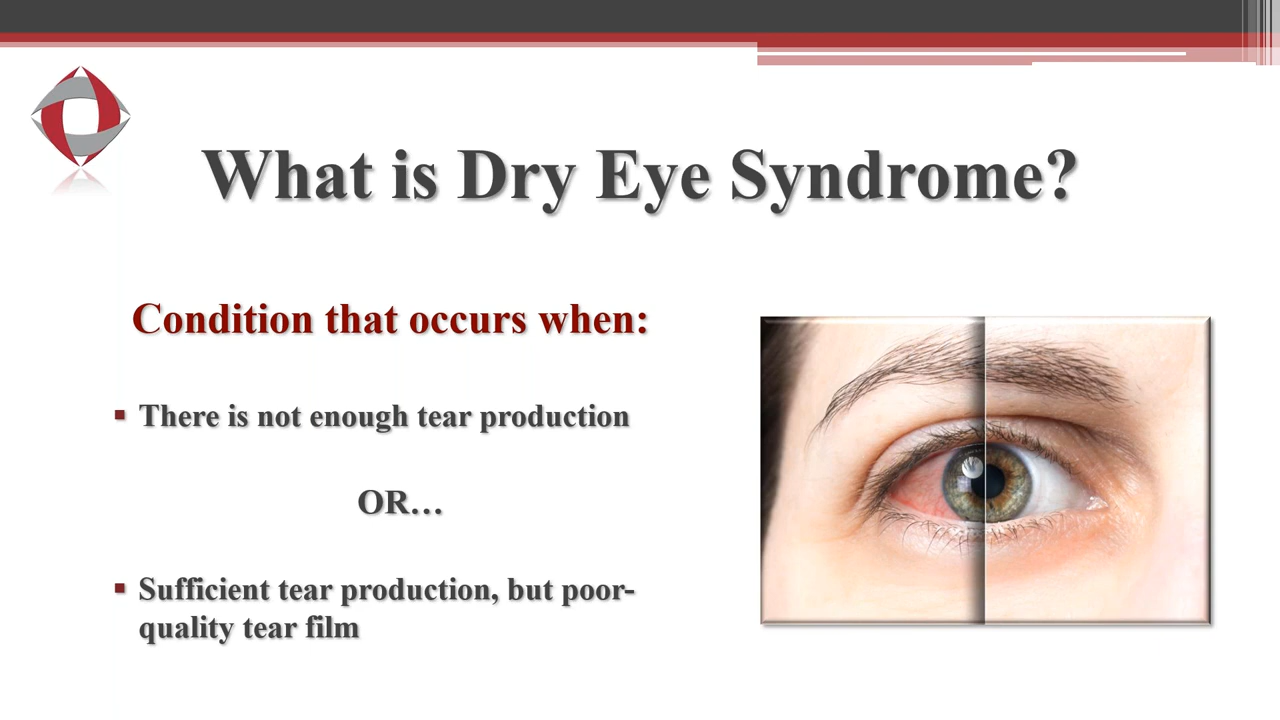 What is Dry Eye Syndrome?
Condition that occurs when:
▪ There is not enough tear production
OR…
▪ Sufficient tear production, but poor-
quality tear film